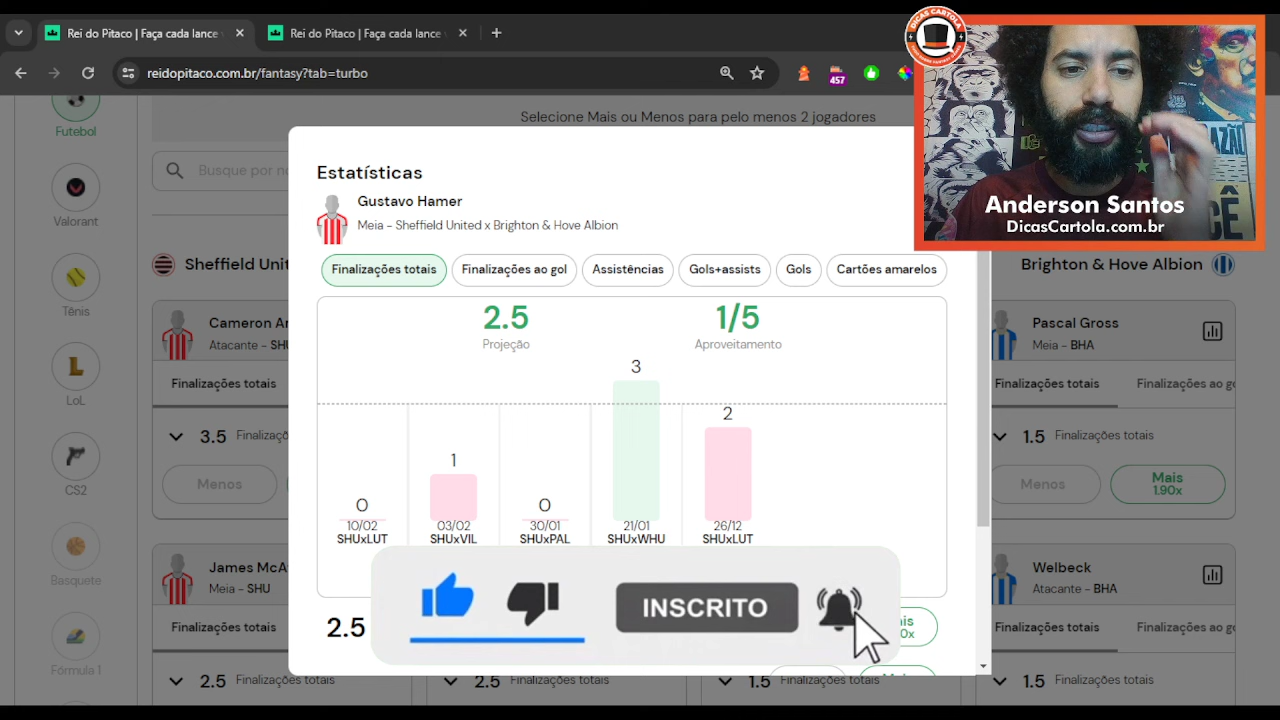 Rei do Pitaco | Faça cada lance
Rei do Pitaco | Faça cada lance
reidopitaco.com.br/fantasy?tab=turbo
457
DICAS CARTOLA
Anderson Santos
DicasCartola.com.br
Futebol
Valorant
Tênis
LoL
CS2
Basquete
Fórmula 1
Selecione Mais ou Menos para pelo menos 2 jogadores
Busque por no
Sheffield Unit
Brighton & Hove Albion
Cameron Ar
Atacante - SHU
Finalizações totais
3.5 Finalizaçõ
Menos
James McA
Meia - SHU
Finalizações totais
2.5 Finalizações totais
2.5 Finalizações totais
1.5 Finalizações totais
Estatísticas
Gustavo Hamer
Meia - Sheffield United x Brighton & Hove Albion
Finalizações totais
Finalizações ao gol
Assistências
Gols+assists
Gols
Cartões amarelos
2.5
Projeção
1/5
Aproveitamento
0
1
0
3
2
10/02
SHUxLUT
03/02
SHUxVIL
30/01
SHUxPAL
21/01
SHUxWHU
26/12
SHUxLUT
2.5
INSCRITO
Pascal Gross
Meia - BHA
Finalizações totais
Finalizações ao g
1.5 Finalizações totais
Menos
Mais
1.90x
Welbeck
Atacante - BHA
Finalizações totais
Finalizações ao g
1.5 Finalizações totais